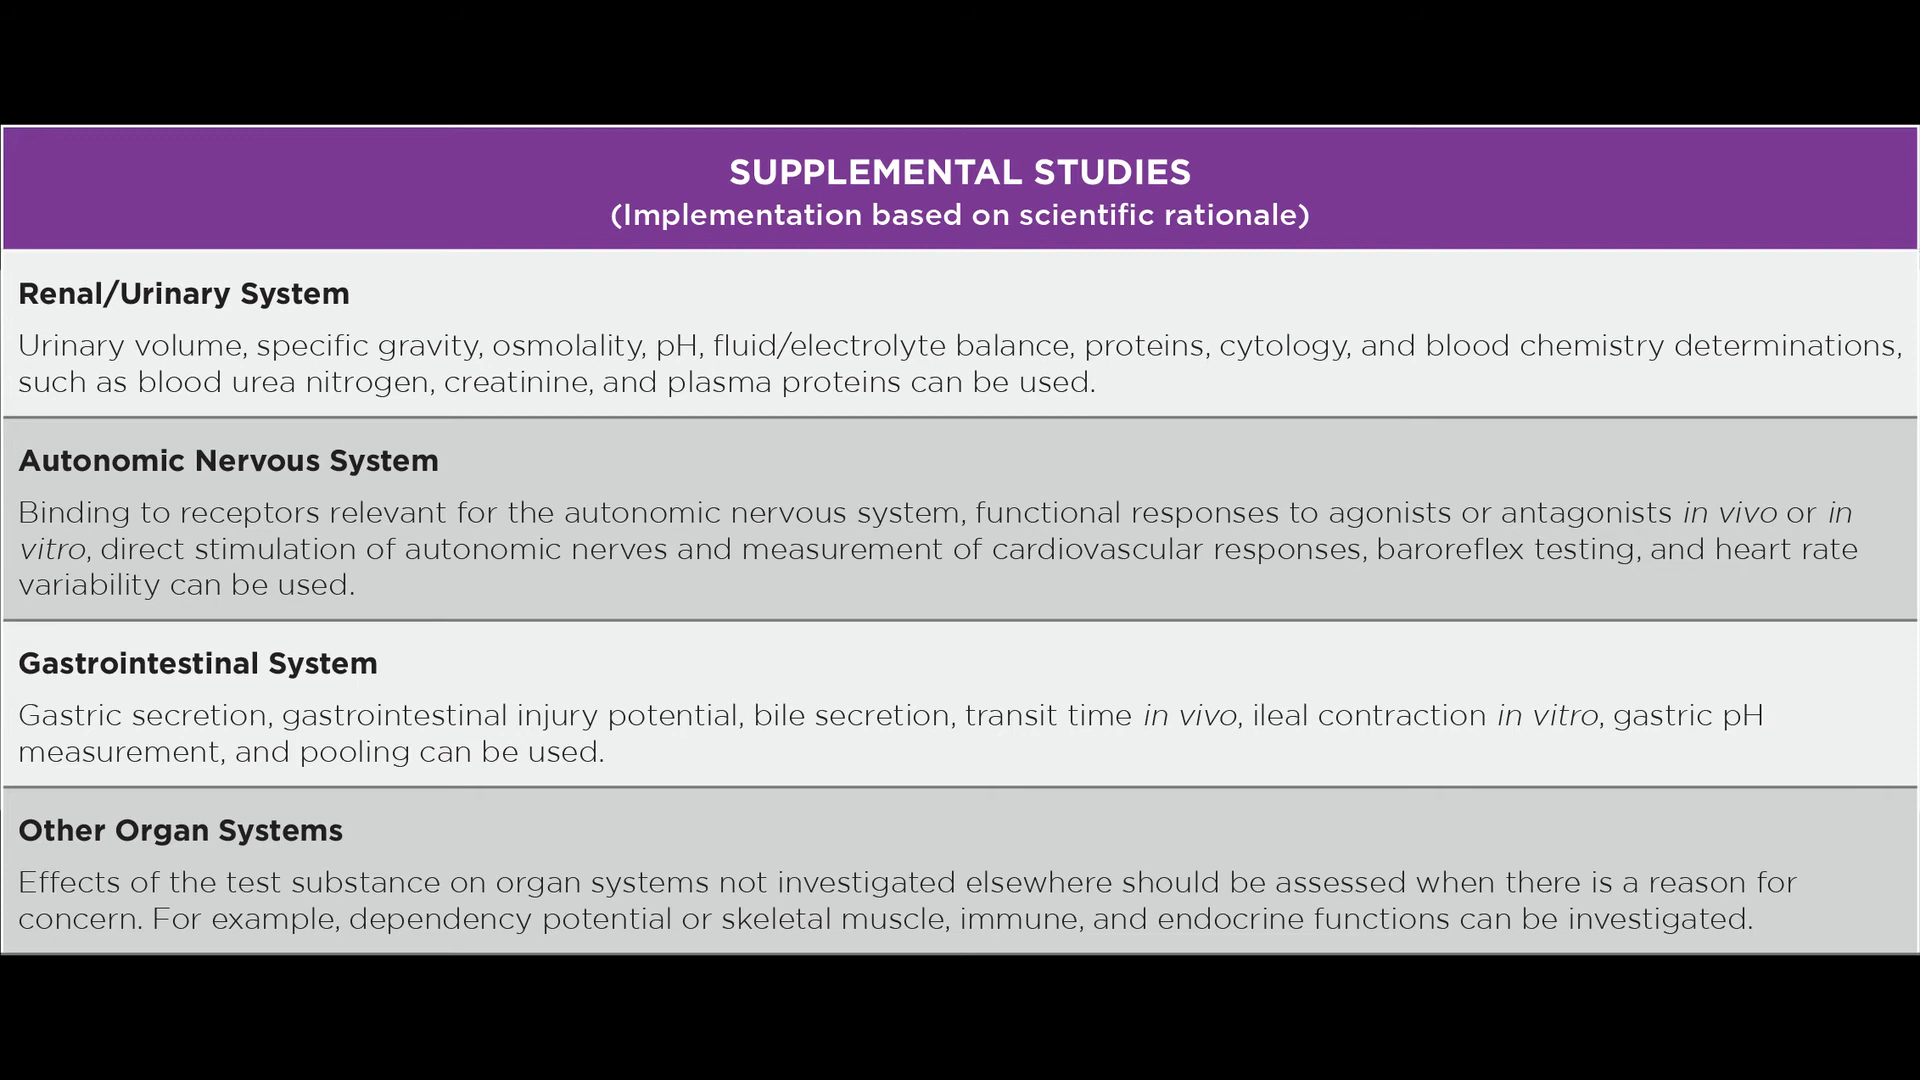 SUPPLEMENTAL STUDIES
(Implementation based on scientific rationale)
Renal/Urinary System
Urinary volume, specific gravity, osmolality, pH, fluid/electrolyte balance, proteins, cytology, and blood chemistry determinations,
such as blood urea nitrogen, creatinine, and plasma proteins can be used.
Autonomic Nervous System
Binding to receptors relevant for the autonomic nervous system, functional responses to agonists or antagonists in vivo or in
vitro, direct stimulation of autonomic nerves and measurement of cardiovascular responses, baroreflex testing, and heart rate
variability can be used.
Gastrointestinal System
Gastric secretion, gastrointestinal injury potential, bile secretion, transit time in vivo, ileal contraction in vitro, gastric pH
measurement, and pooling can be used.
Other Organ Systems
Effects of the test substance on organ systems not investigated elsewhere should be assessed when there is a reason for
concern. For example, dependency potential or skeletal muscle, immune, and endocrine functions can be investigated.